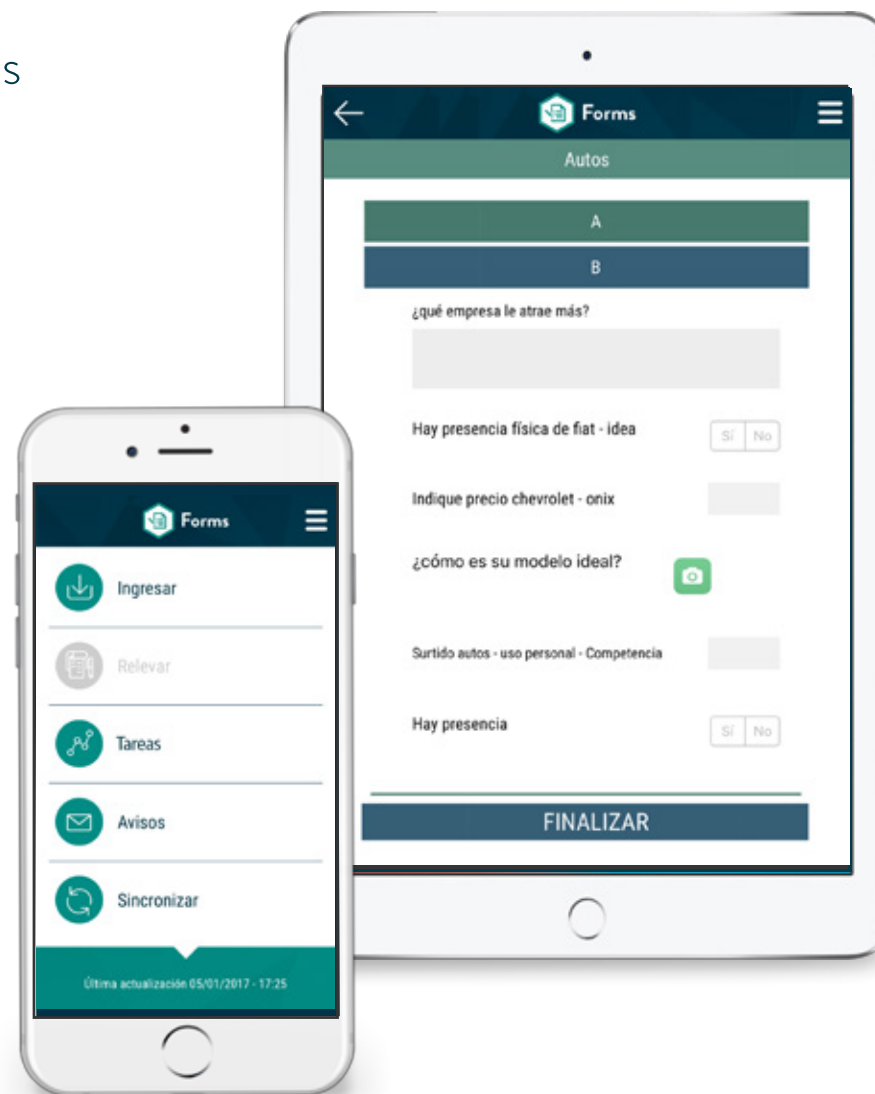 s
Forms
Autos
A
B
¿qué empresa le atrae más?
Hay presencia física de fiat - idea
Sí No
Indique precio chevrolet - onix
¿cómo es su modelo ideal?
Surtido autos - uso personal - Competencia
Hay presencia
Sí No
FINALIZAR
Forms
Ingresar
Relevar
Tareas
Avisos
Sincronizar
Última actualización 05/01/2017 - 17:25